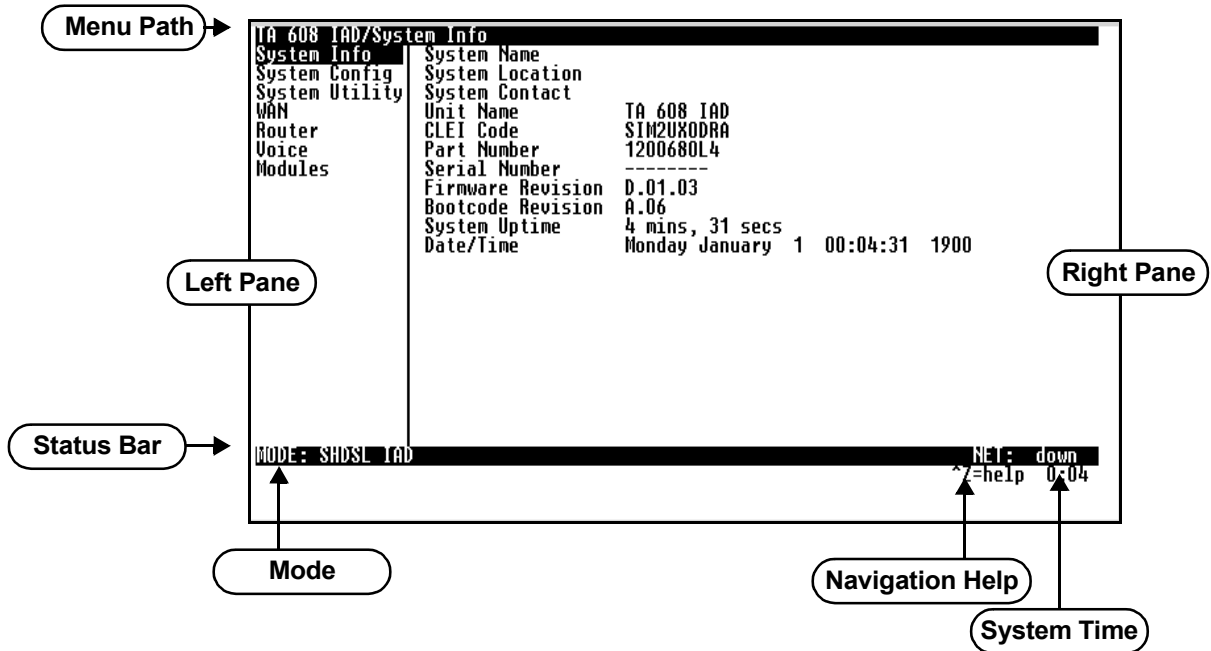 Menu Path
TA 608 IAD/System Info
System Info System Name
System Config System Location
System Utility System Contact
WAN Unit Name TA 608 IAD
Router CLEI Code SIM2UX0DRA
Voice Part Number 1200680L4
Modules Serial Number --------
Firmware Revision D.01.03
Bootcode Revision A.06
System Uptime 4 mins, 31 secs
Date/Time Monday January 1 00:04:31 1900
Left Pane
Right Pane
Status Bar
MODE: SHDSL IAD NET: down
^Z=help 0:04
Mode
Navigation Help
System Time